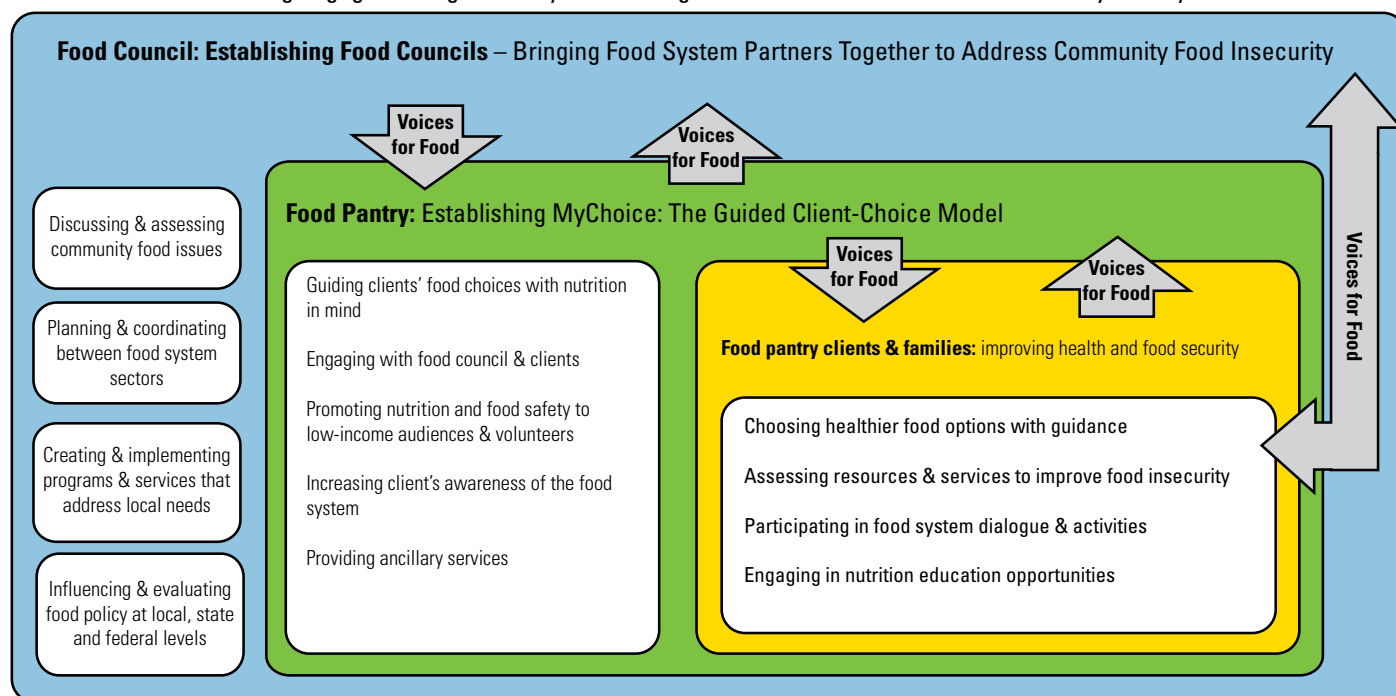 Food Council: Establishing Food Councils – Bringing Food System Partners Together to Address Community Food Insecurity
Voices
for Food
Voices
for Food
Discussing & assessing
community food issues
Planning & coordinating
between food system
sectors
Creating & implementing
programs & services that
address local needs
Influencing & evaluating
food policy at local, state
and federal levels
Food Pantry: Establishing MyChoice: The Guided Client-Choice Model
Guiding clients' food choices with nutrition
in mind
Engaging with food council & clients
Promoting nutrition and food safety to
low-income audiences & volunteers
Increasing client's awareness of the food
system
Providing ancillary services
Voices
for Food
Voices
for Food
Food pantry clients & families: improving health and food security
Choosing healthier food options with guidance
Assessing resources & services to improve food insecurity
Participating in food system dialogue & activities
Engaging in nutrition education opportunities
Voices for Food